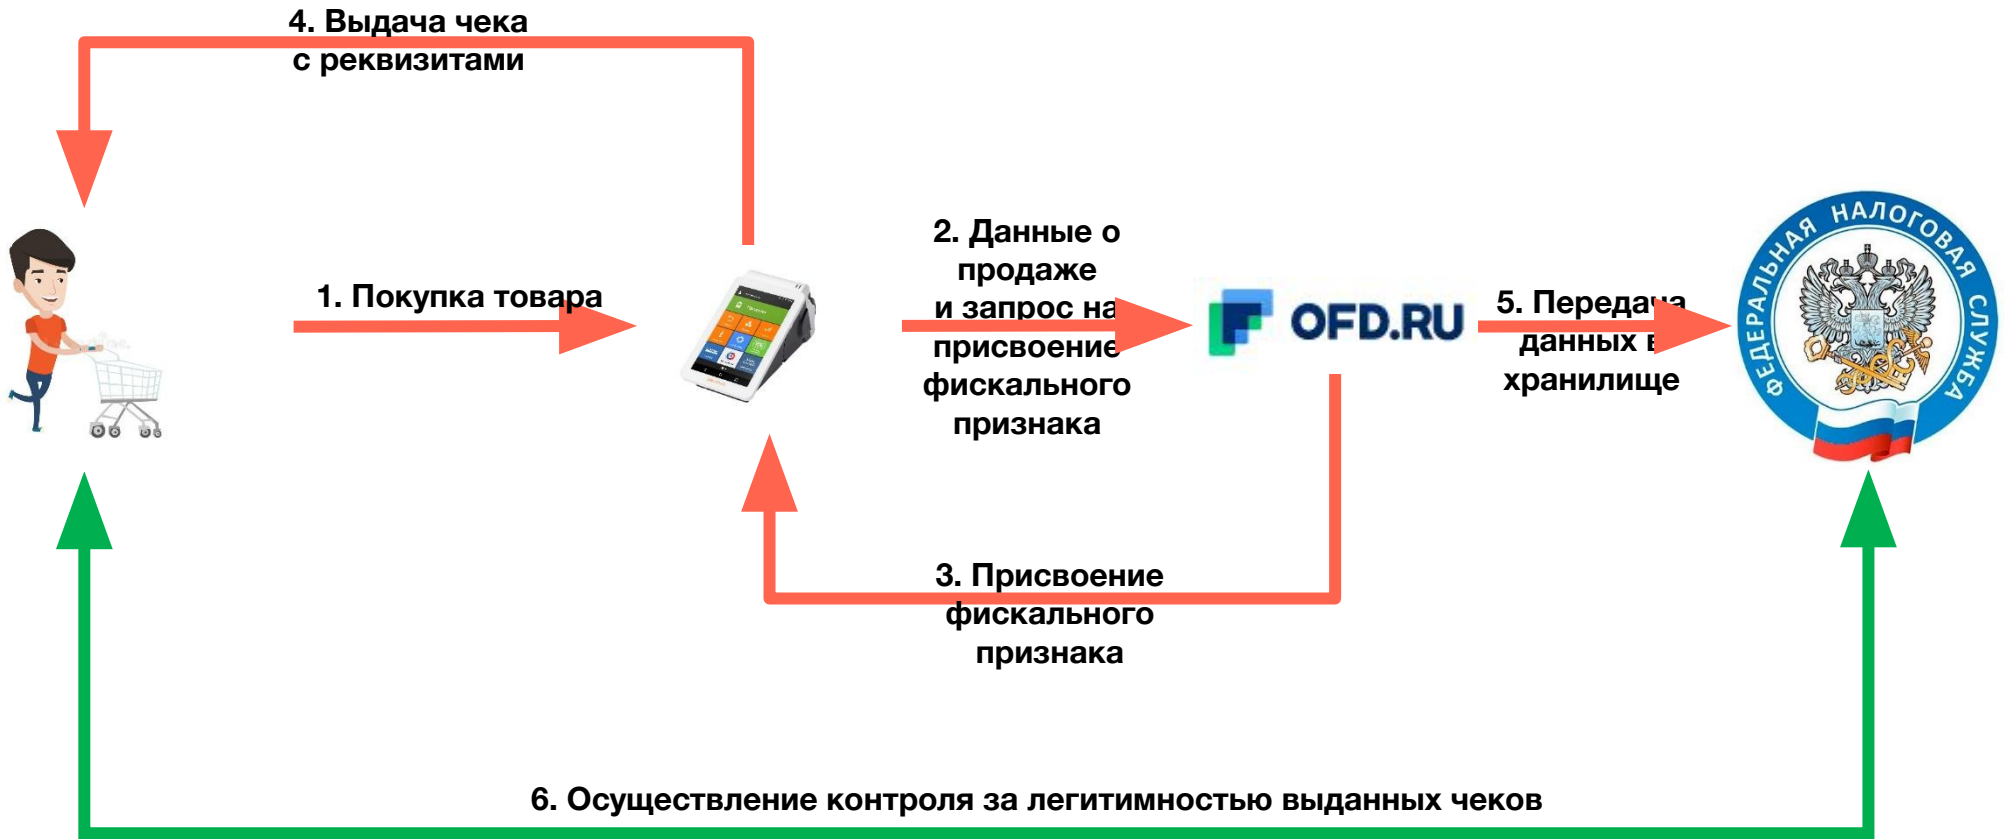 4. Выдача чека
с реквизитами
1. Покупка товара
2. Данные о
продаже
и запрос на
присвоение
фискального
признака
OFD.RU
5. Передача
данных в
хранилище
ФЕДЕРАЛЬНАЯ НАЛОГОВАЯ СЛУЖБА
3. Присвоение
фискального
признака
6. Осуществление контроля за легитимностью выданных чеков